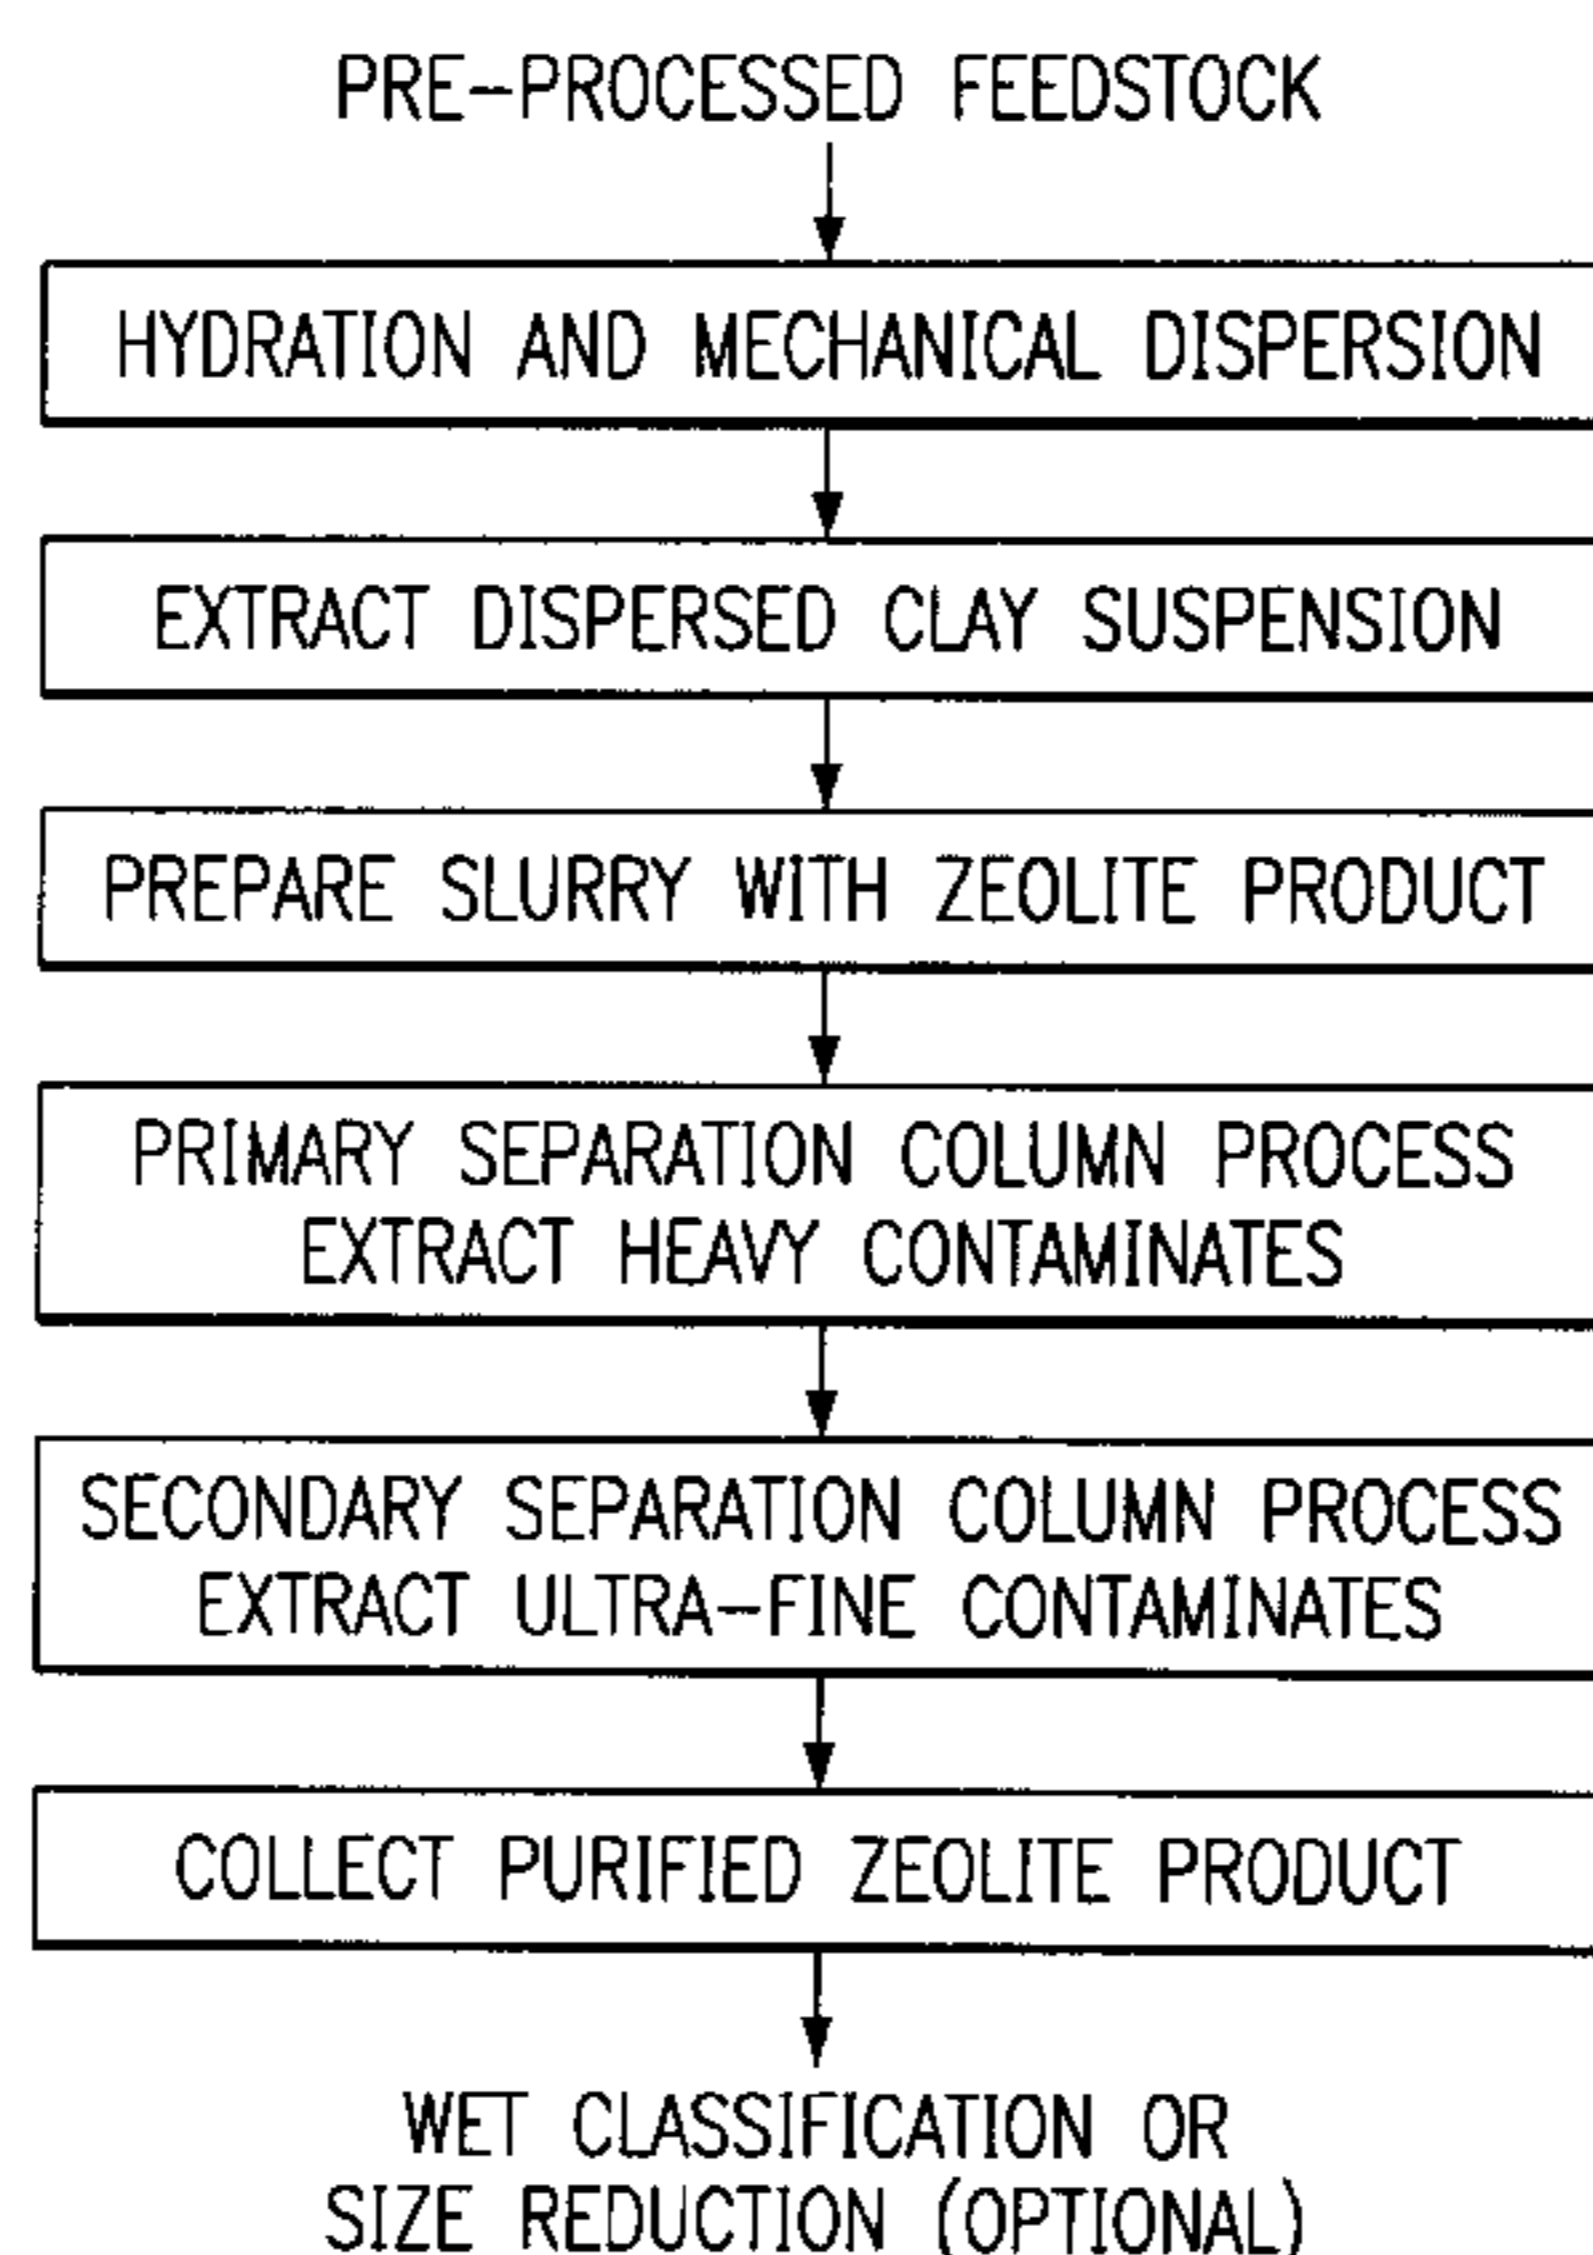 PRE-PROCESSED FEEDSTOCK
HYDRATION AND MECHANICAL DISPERSION
EXTRACT DISPERSED CLAY SUSPENSION
PREPARE SLURRY WITH ZEOLITE PRODUCT
PRIMARY SEPARATION COLUMN PROCESS
EXTRACT HEAVY CONTAMINATES
SECONDARY SEPARATION COLUMN PROCESS
EXTRACT ULTRA-FINE CONTAMINATES
COLLECT PURIFIED ZEOLITE PRODUCT
WET CLASSIFICATION OR
SIZE REDUCTION (OPTIONAL)